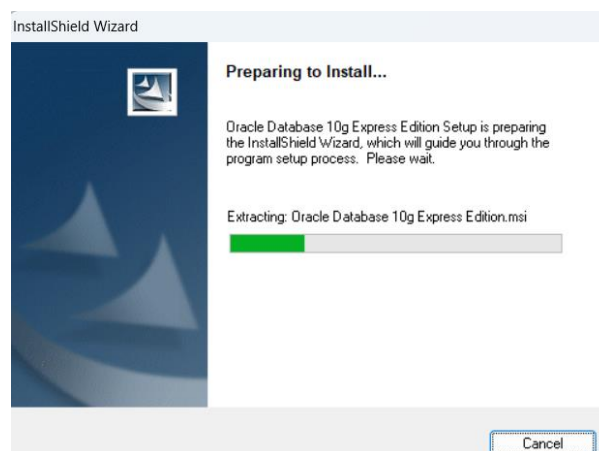 InstallShield Wizard
Preparing to Install...
Oracle Database 10g Express Edition Setup is preparing
the InstallShield Wizard, which will guide you through the
program setup process. Please wait.
Extracting: Oracle Database 10g Express Edition.msi
Cancel